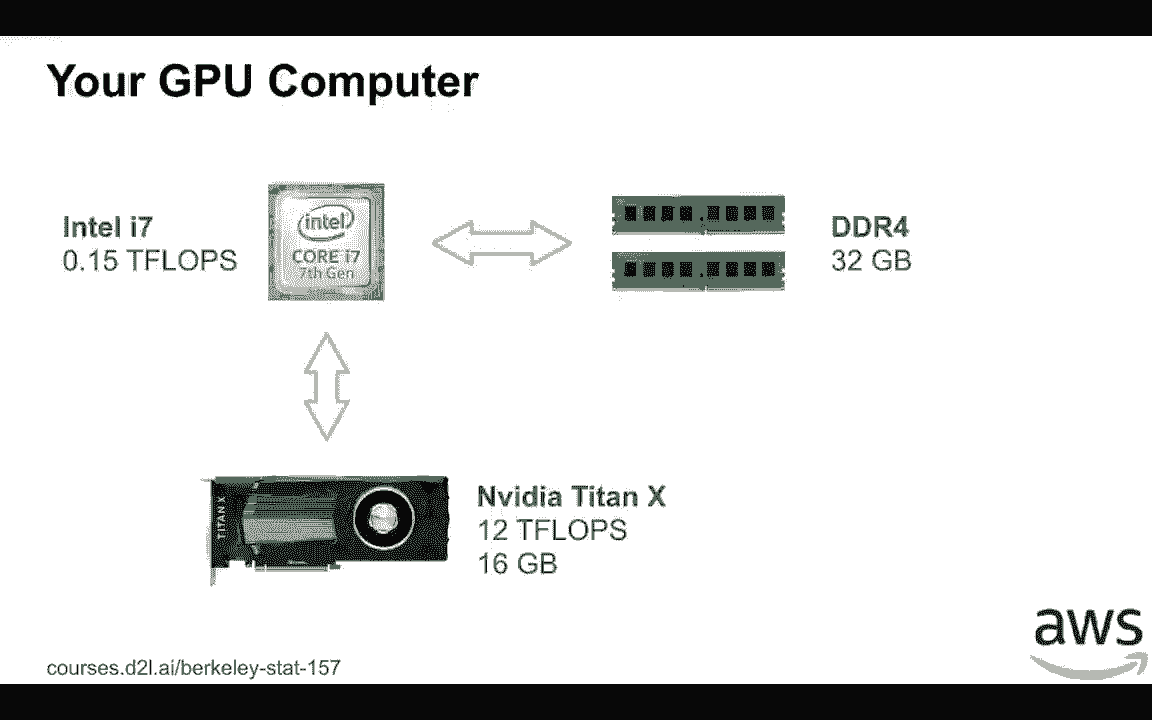 Your GPU Computer
Intel i7
0.15 TFLOPS
intel
CORE i7
7th Gen
DDR4
32 GB
TITAN X
Nvidia Titan X
12 TFLOPS
16 GB
courses.d2l.ai/berkeley-stat-157
aws